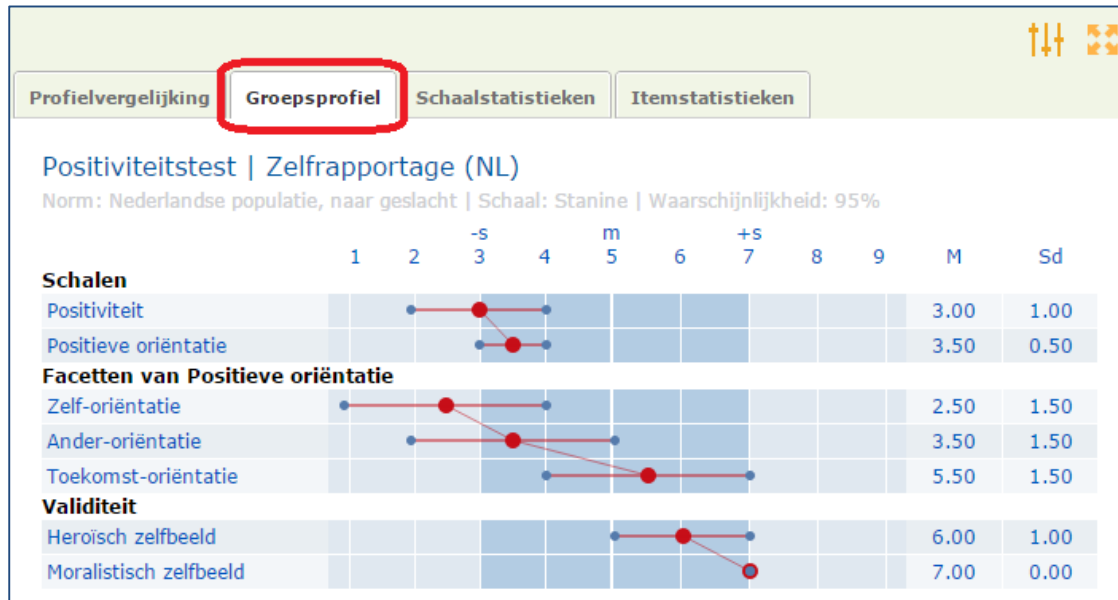 Profielvergelijking Groepsprofiel Schaalstatistieken Itemstatistieken
Positiviteitstest | Zelfrapportage (NL)
Norm: Nederlandse populatie, naar geslacht | Schaal: Stanine | Waarschijnlijkheid: 95%
-s m +s
1 2 3 4 5 6 7 8 9 M Sd
Schalen
Positiviteit 3.00 1.00
Positieve oriëntatie 3.50 0.50
Facetten van Positieve oriëntatie
Zelf-oriëntatie 2.50 1.50
Ander-oriëntatie 3.50 1.50
Toekomst-oriëntatie 5.50 1.50
Validiteit
Heroïsch zelfbeeld 6.00 1.00
Moralistisch zelfbeeld 7.00 0.00